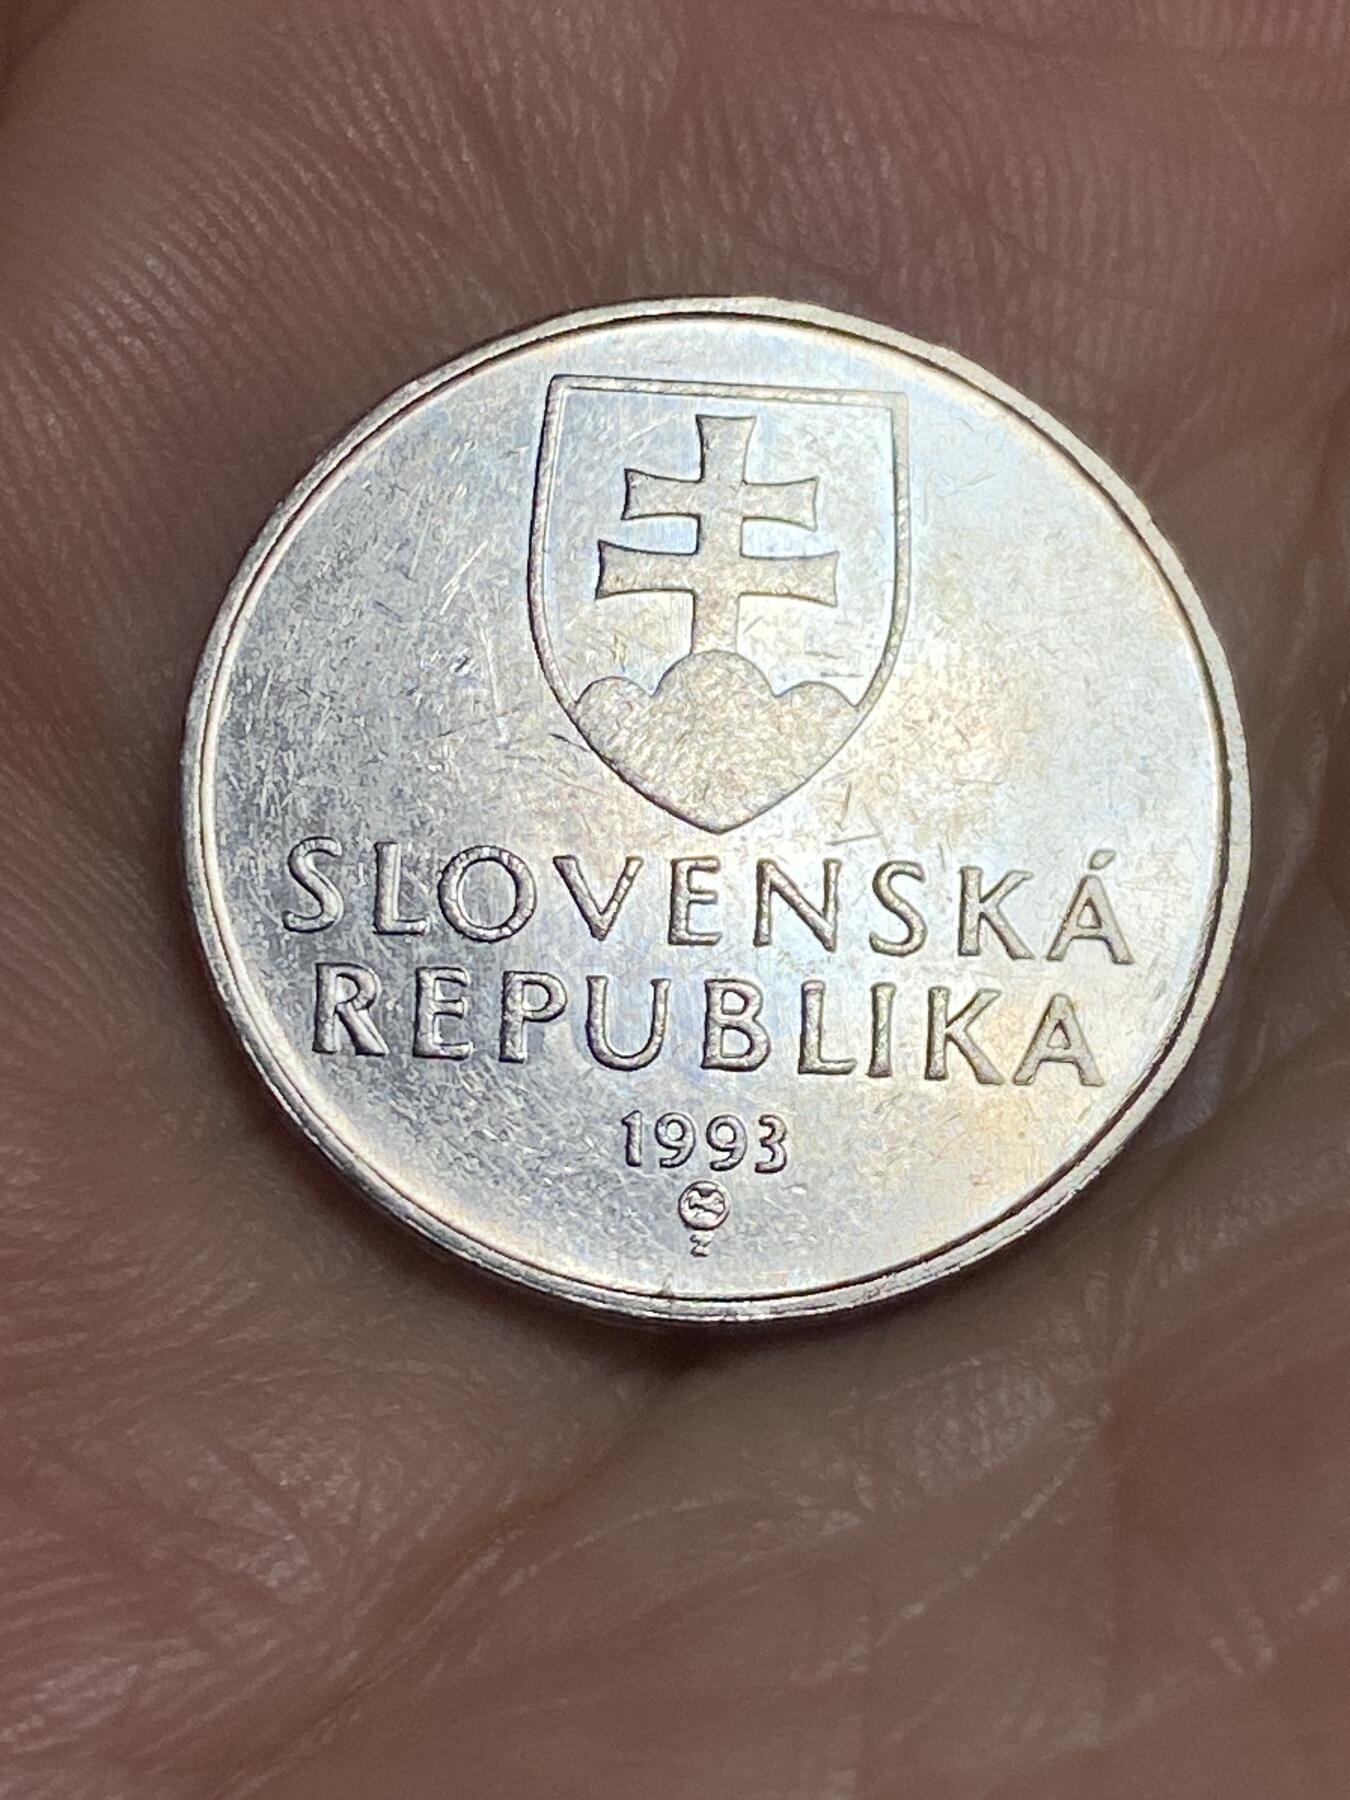 SLOVENSKÁ
REPUBLIKA
1993
Z